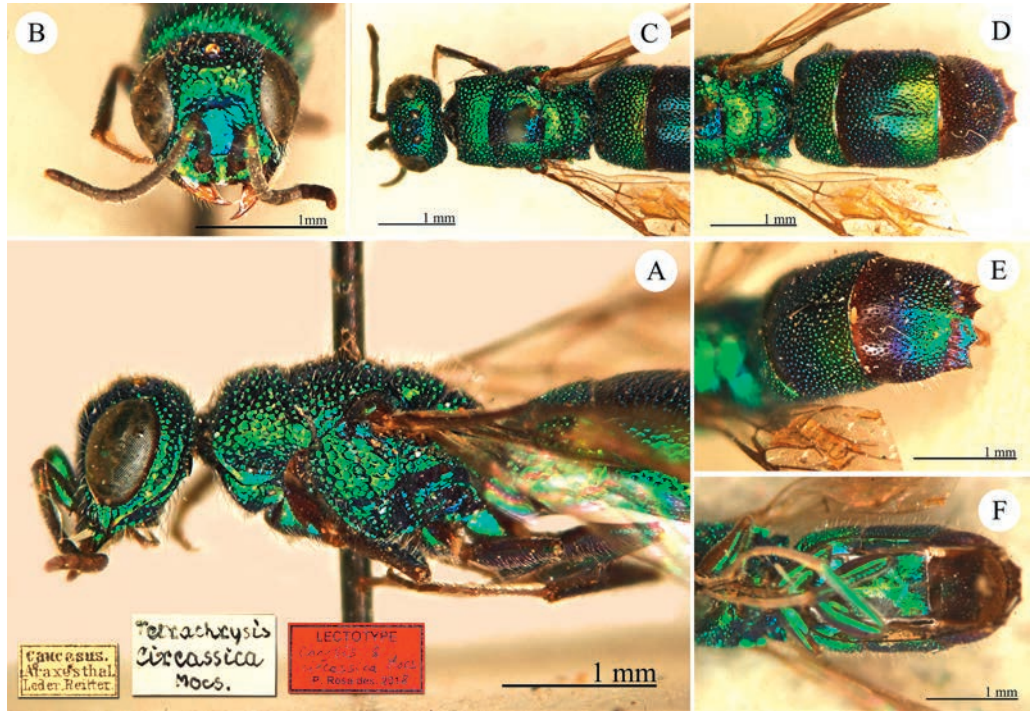 B
1mm
C
1 mm
D
1 mm
A
E
1 mm
F
1 mm
Caucasus.
Araxesthal
Leder. Reitter.
Tetrachrysis
Circassica
Mocs.
LECTOTYPE
Mocs
P. Rosa des.
1 mm